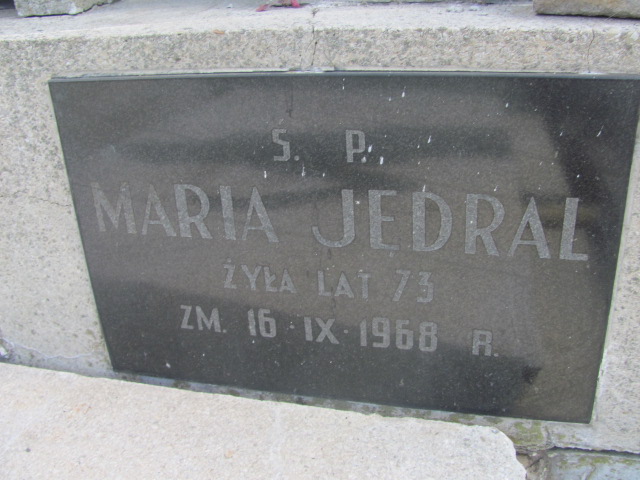 Ś. P.
MARIA JĘDRAL
ŻYŁA LAT 73
ZM. 16 · IX · 1968 R.